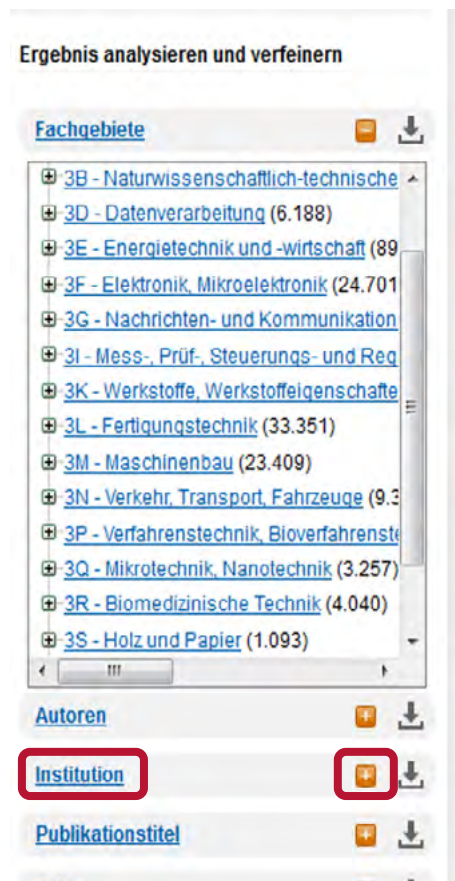 Ergebnis analysieren und verfeinern
Fachgebiete
3B - Naturwissenschaftlich-technische
3D - Datenverarbeitung (6.188)
3E - Energietechnik und -wirtschaft (89
3F - Elektronik, Mikroelektronik (24.701
3G - Nachrichten- und Kommunikation
3I - Mess-, Prüf-, Steuerungs- und Reg
3K - Werkstoffe, Werkstoffeigenschafte
3L - Fertigungstechnik (33.351)
3M - Maschinenbau (23.409)
3N - Verkehr, Transport, Fahrzeuge (9.3
3P - Verfahrenstechnik, Bioverfahrenste
3Q - Mikrotechnik, Nanotechnik (3.257)
3R - Biomedizinische Technik (4.040)
3S - Holz und Papier (1.093)
Autoren
Institution
Publikationstitel